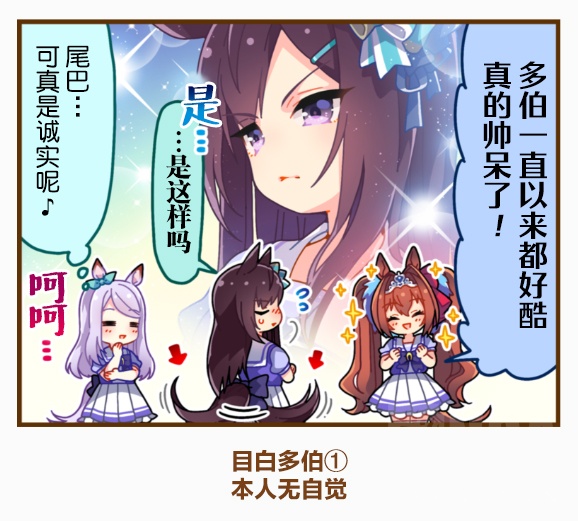 多伯一直以来都好酷
真的帅呆了！
是…
…是这样吗
尾巴…
可真是诚实呢♪
呵呵…
目白多伯①
本人无自觉